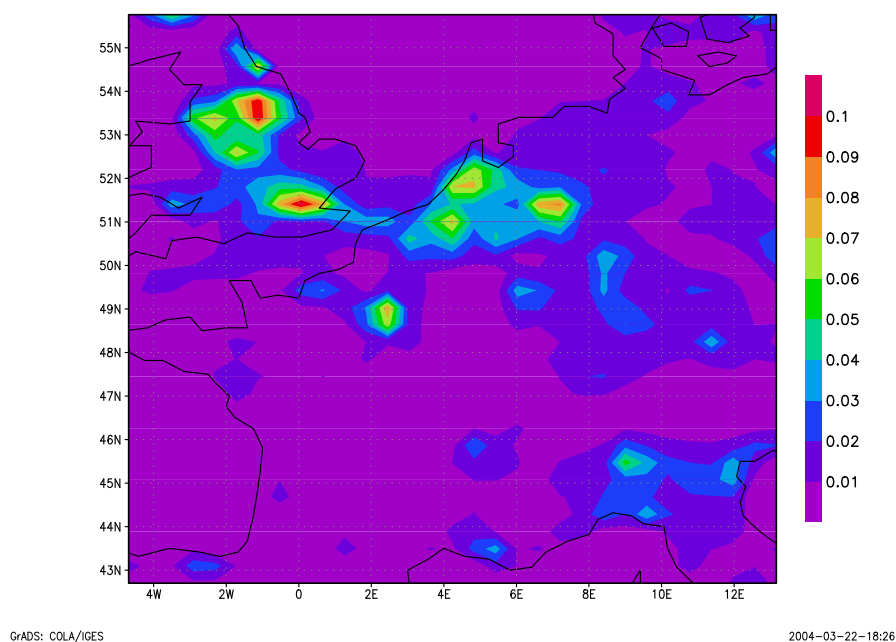 55N
54N
53N
52N
51N
50N
49N
48N
47N
46N
45N
44N
43N
4W 2W 0 2E 4E 6E 8E 10E 12E
0.1
0.09
0.08
0.07
0.06
0.05
0.04
0.03
0.02
0.01
GrADS: COLA/IGES
2004-03-22-18:26